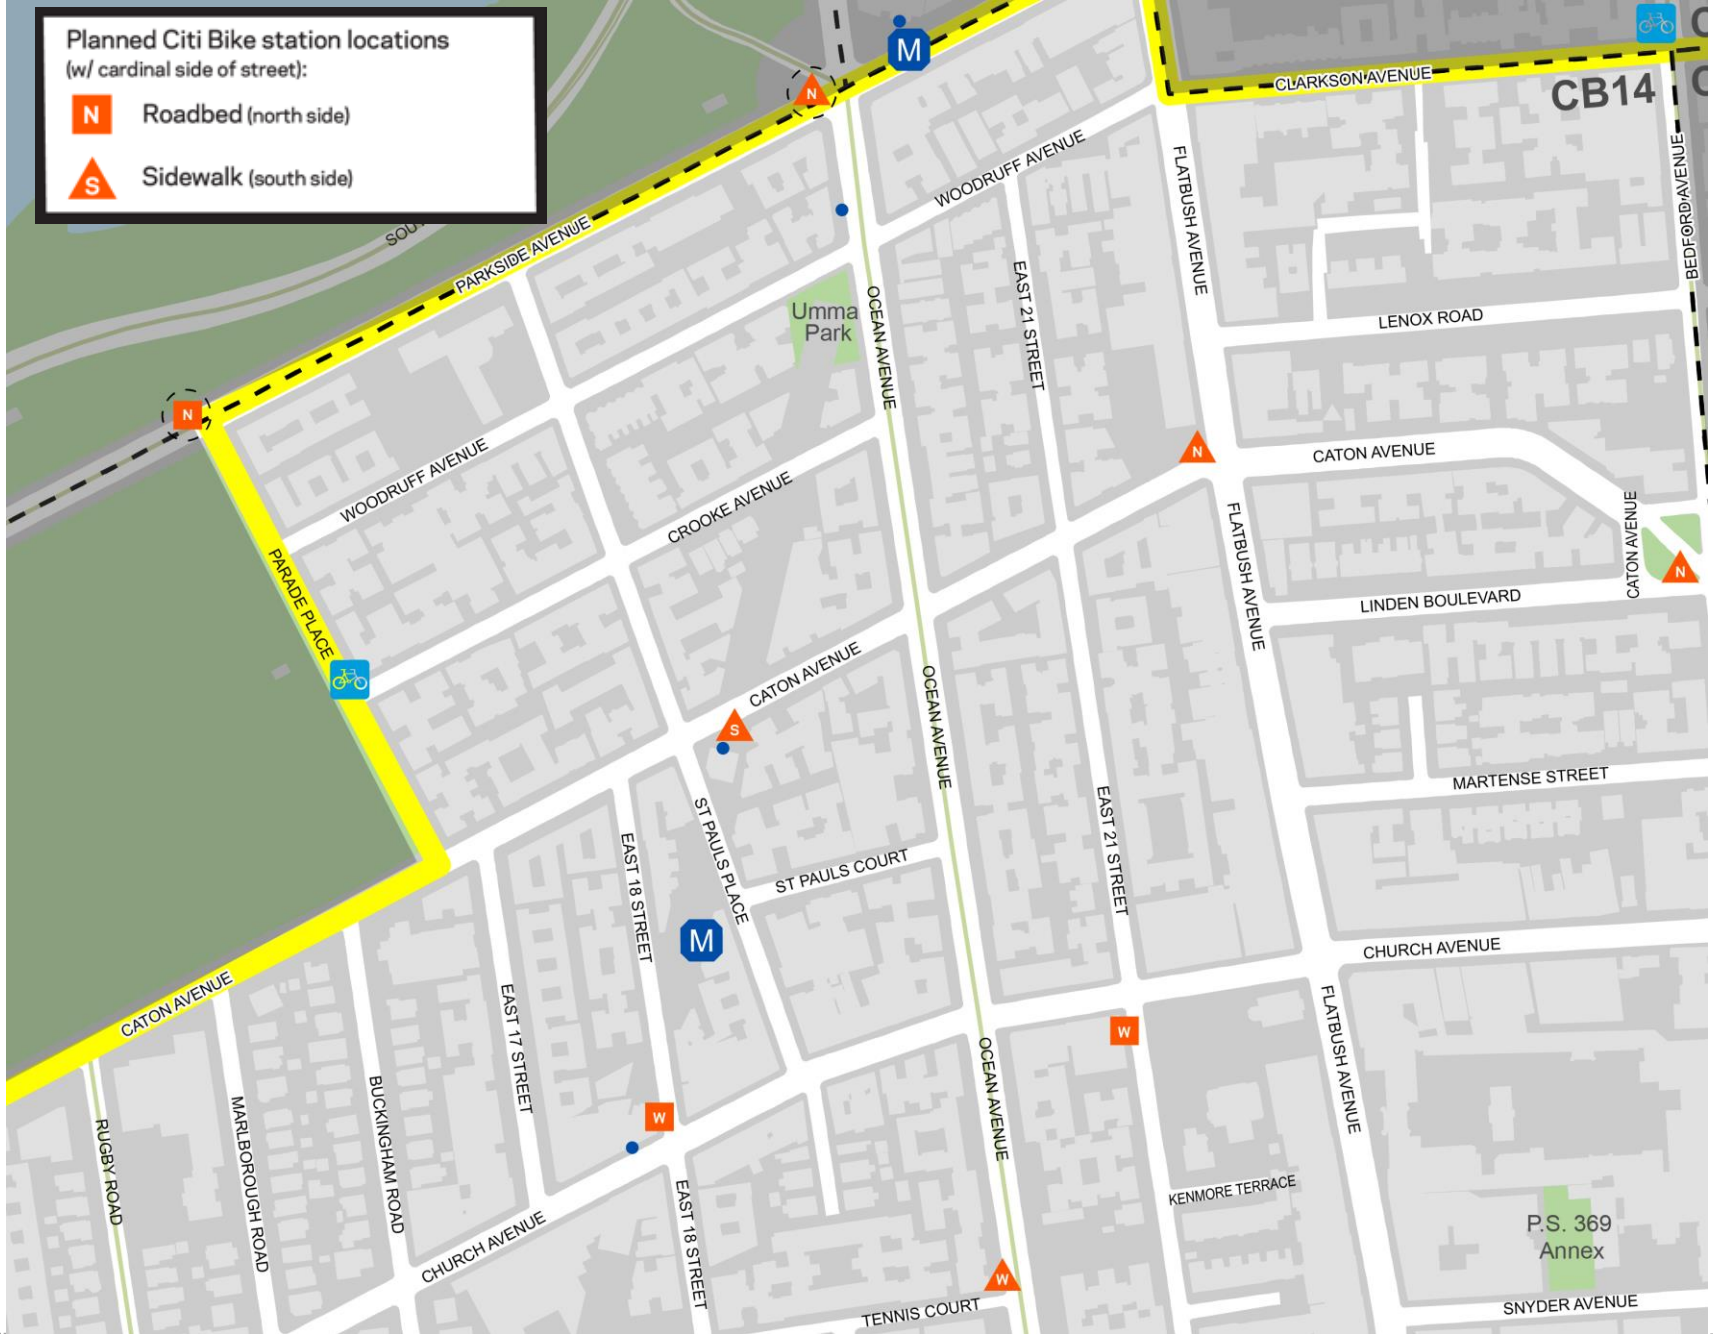 Planned Citi Bike station locations
(w/ cardinal side of street):
N Roadbed (north side)
S Sidewalk (south side)
M
N
C
CLARKSON AVENUE
CB14
C
WOODRUFF AVENUE
FLATBUSH AVENUE
BEDFORD AVENUE
SOU
PARKSIDE AVENUE
EAST 21 STREET
OCEAN AVENUE
Umma
Park
LENOX ROAD
N
WOODRUFF AVENUE
CROOKE AVENUE
N
CATON AVENUE
CATON AVENUE
FLATBUSH AVENUE
PARADE PLACE
N
LINDEN BOULEVARD
CATON AVENUE
S
OCEAN AVENUE
MARTENSE STREET
ST PAULS PLACE
EAST 18 STREET
EAST 21 STREET
ST PAULS COURT
M
CHURCH AVENUE
CATON AVENUE
EAST 17 STREET
FLATBUSH AVENUE
W
OCEAN AVENUE
W
RUGBY ROAD
MARLBOROUGH ROAD
BUCKINGHAM ROAD
KENMORE TERRACE
EAST 18 STREET
CHURCH AVENUE
P.S. 369
Annex
W
TENNIS COURT
SNYDER AVENUE